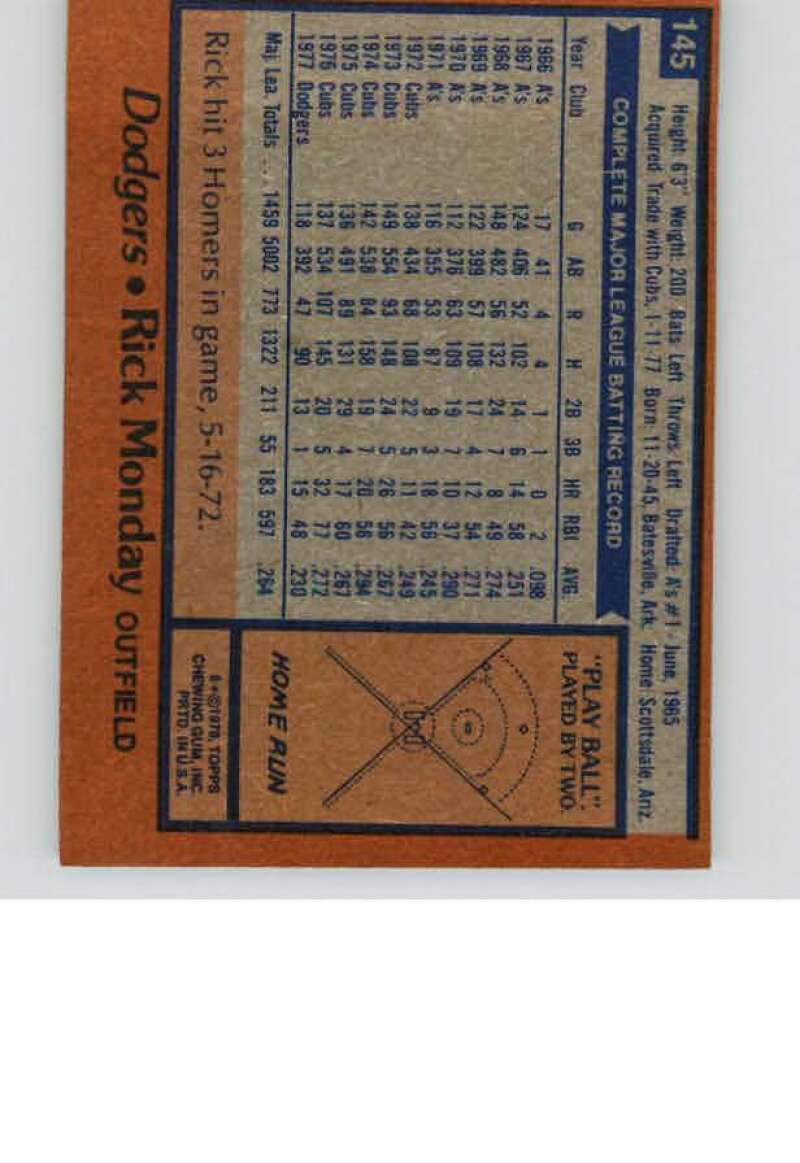 145
Height: 6'3" Weight: 200 Bats: Left Throws: Left Drafted: A's #1 - June, 1965
Acquired: Trade with Cubs, 1-11-77 Born: 11-20-45, Batesville, Ark. Home: Scottsdale, Ariz.
COMPLETE MAJOR LEAGUE BATTING RECORD
Year Club G AB R H 2B 3B HR RBI AVG.
1966 A's 17 41 4 4 1 1 0 2 .098
1967 A's 124 406 52 102 14 6 14 58 .251
1968 A's 148 482 56 132 24 7 8 49 .274
1969 A's 122 399 57 108 17 4 12 54 .271
1970 A's 112 376 63 109 19 7 10 37 .290
1971 A's 116 355 53 87 9 3 18 56 .245
1972 Cubs 138 434 68 108 22 5 11 42 .249
1973 Cubs 149 554 93 148 24 5 26 56 .267
1974 Cubs 142 538 84 158 19 7 20 56 .294
1975 Cubs 136 491 89 131 29 4 17 60 .267
1976 Cubs 137 534 107 145 20 5 32 77 .272
1977 Dodgers 118 392 47 90 13 1 15 48 .230
Maj. Lea. Totals ... 1459 5002 773 1322 211 55 183 597 .264
Rick hit 3 Homers in game, 5-16-72.
"PLAY BALL"
PLAYED BY TWO.
HOME RUN
©1978, TOPPS
CHEWING GUM, INC.
PRTD. IN U.S.A.
Dodgers • Rick Monday OUTFIELD